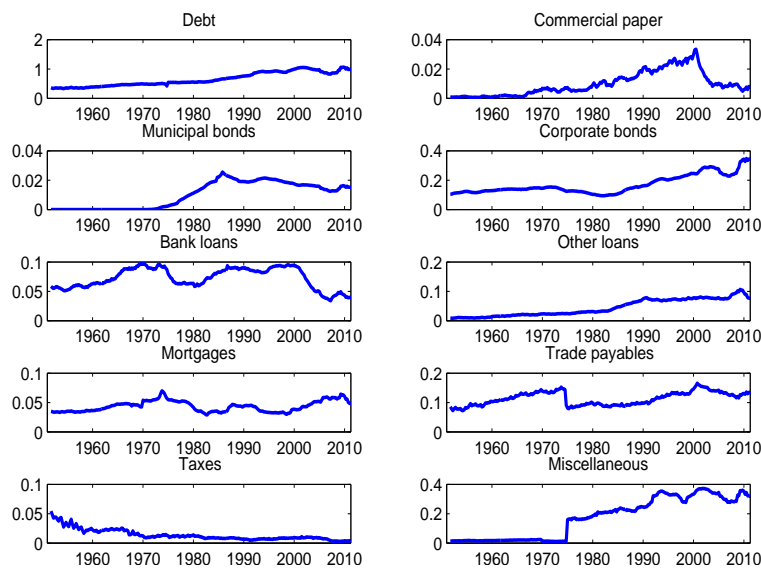 Debt
2
1
0
1960 1970 1980 1990 2000 2010
Commercial paper
0.04
0.02
0
1960 1970 1980 1990 2000 2010
Municipal bonds
0.04
0.02
0
1960 1970 1980 1990 2000 2010
Corporate bonds
0.4
0.2
0
1960 1970 1980 1990 2000 2010
Bank loans
0.1
0.05
0
1960 1970 1980 1990 2000 2010
Other loans
0.2
0.1
0
1960 1970 1980 1990 2000 2010
Mortgages
0.1
0.05
0
1960 1970 1980 1990 2000 2010
Trade payables
0.2
0.1
0
1960 1970 1980 1990 2000 2010
Taxes
0.1
0.05
0
1960 1970 1980 1990 2000 2010
Miscellaneous
0.4
0.2
0
1960 1970 1980 1990 2000 2010